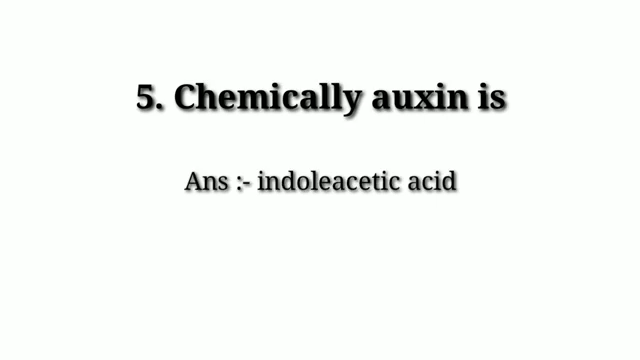 5. Chemically auxin is
Ans :- indoleacetic acid